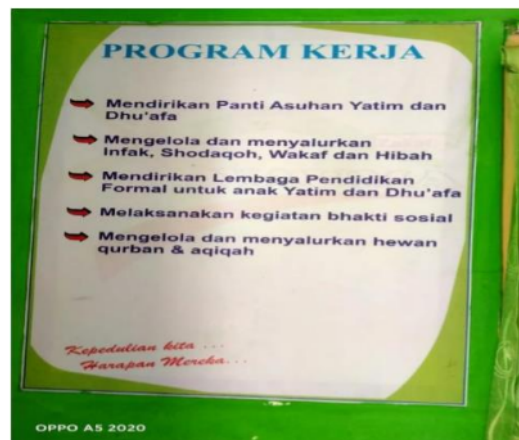 PROGRAM KERJA
Mendirikan Panti Asuhan Yatim dan
Dhu'afa
Mengelola dan menyalurkan
Infak, Shodaqoh, Wakaf dan Hibah
Mendirikan Lembaga Pendidikan
Formal untuk anak Yatim dan Dhu'afa
Melaksanakan kegiatan bhakti sosial
Mengelola dan menyalurkan hewan
qurban & aqiqah
Kepedulian kita ...
Harapan Mereka...
OPPO A5 2020